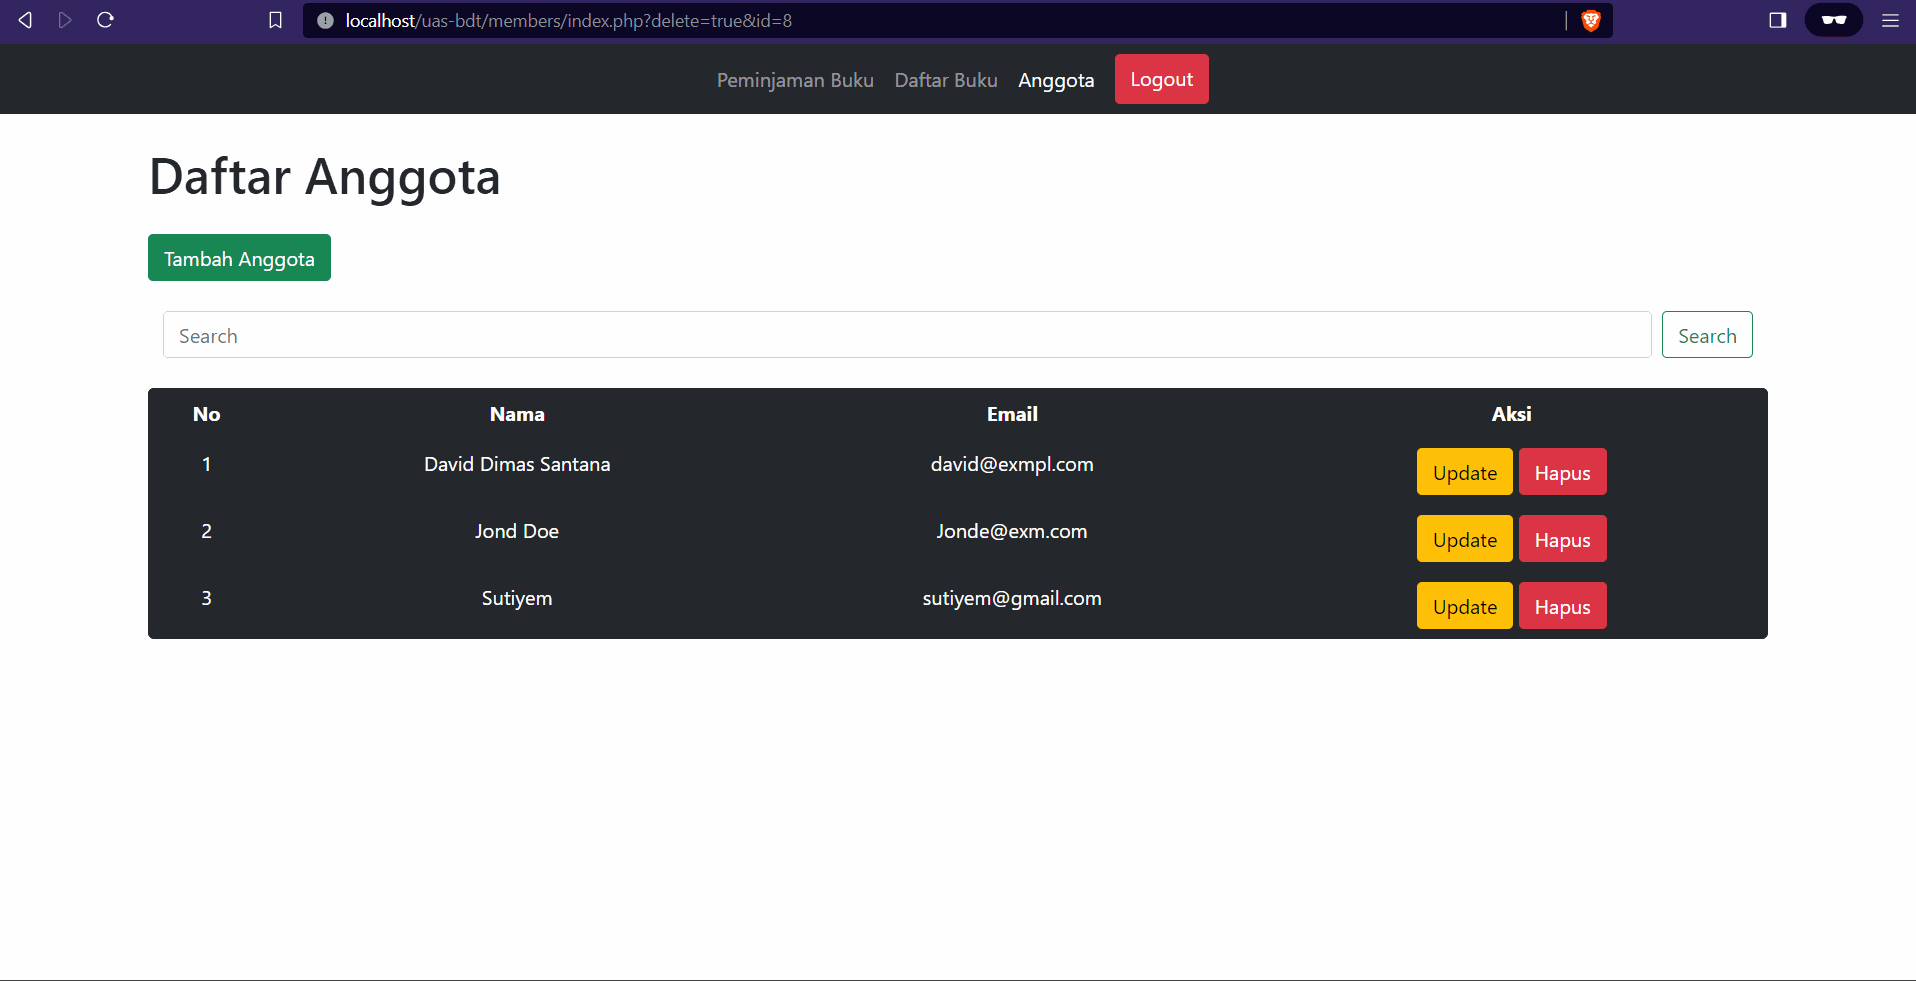 localhost/uas-bdt/members/index.php?delete=true&id=8
Peminjaman Buku Daftar Buku Anggota Logout
Daftar Anggota
Tambah Anggota
Search Search
No Nama Email Aksi
1 David Dimas Santana david@exmpl.com Update Hapus
2 Jond Doe Jonde@exm.com Update Hapus
3 Sutiyem sutiyem@gmail.com Update Hapus